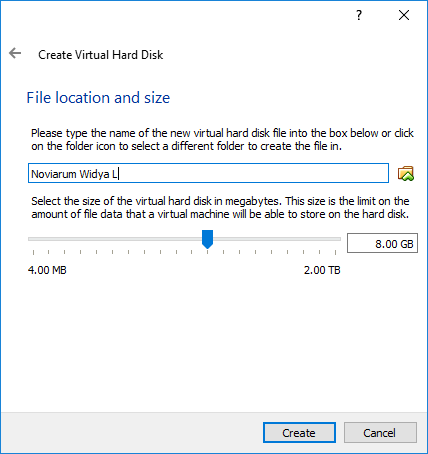 ?
Create Virtual Hard Disk
File location and size
Please type the name of the new virtual hard disk file into the box below or click
on the folder icon to select a different folder to create the file in.
Noviarum Widya L
Select the size of the virtual hard disk in megabytes. This size is the limit on the
amount of file data that a virtual machine will be able to store on the hard disk.
8.00 GB
4.00 MB 2.00 TB
Create Cancel